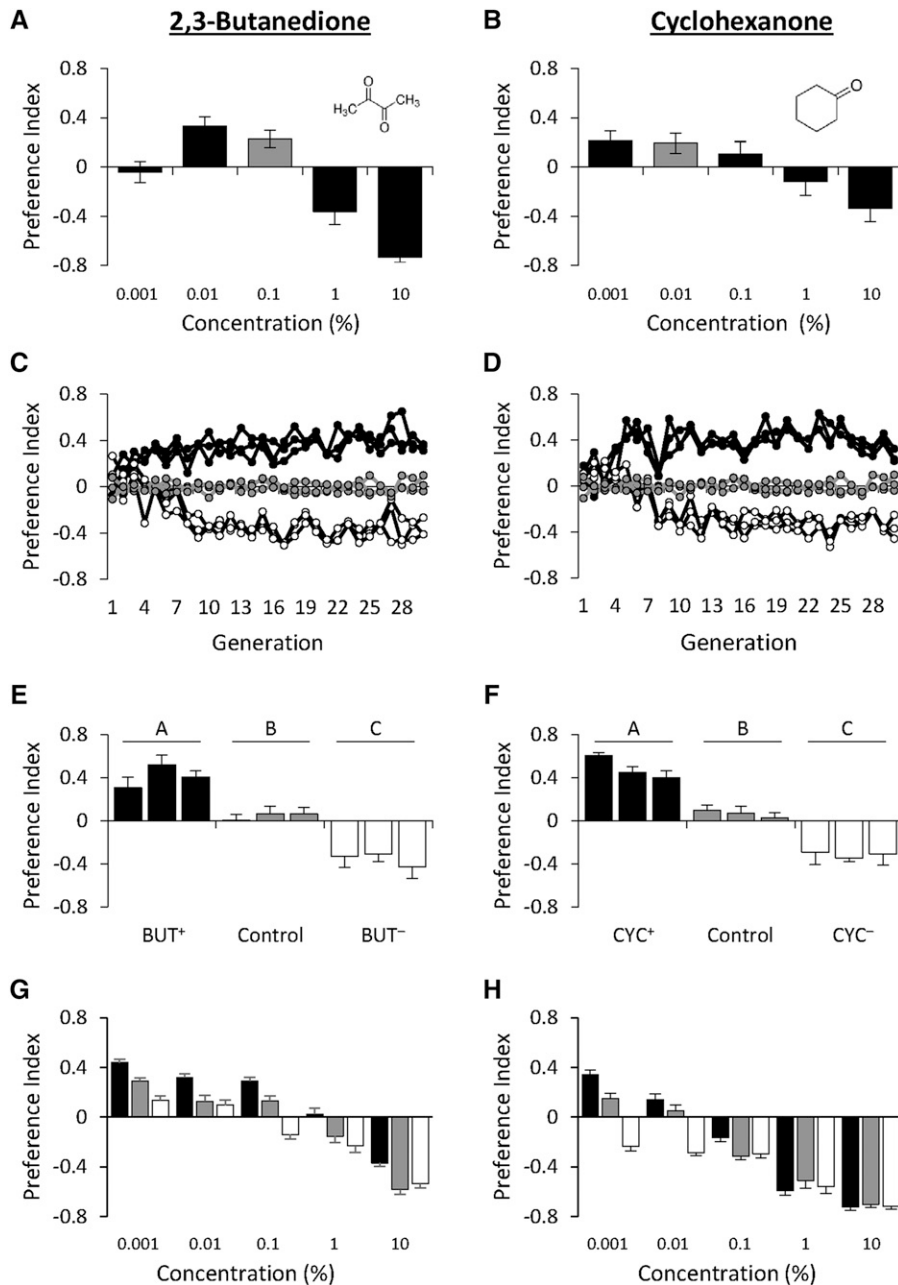 A 2,3-Butanedione
B Cyclohexanone
Preference Index
0.8
0.4
0
-0.4
-0.8
O
H₃C
CH₃
O
0.001 0.01 0.1 1 10
Concentration (%)
Preference Index
0.8
0.4
0
-0.4
-0.8
O
0.001 0.01 0.1 1 10
Concentration (%)
C
Preference Index
0.8
0.4
0
-0.4
-0.8
1 4 7 10 13 16 19 22 25 28
Generation
D
Preference Index
0.8
0.4
0
-0.4
-0.8
1 4 7 10 13 16 19 22 25 28
Generation
E
Preference Index
0.8
0.4
0
-0.4
-0.8
A B C
BUT⁺ Control BUT⁻
F
Preference Index
0.8
0.4
0
-0.4
-0.8
A B C
CYC⁺ Control CYC⁻
G
Preference Index
0.8
0.4
0
-0.4
-0.8
0.001 0.01 0.1 1 10
Concentration (%)
H
Preference Index
0.8
0.4
0
-0.4
-0.8
0.001 0.01 0.1 1 10
Concentration (%)